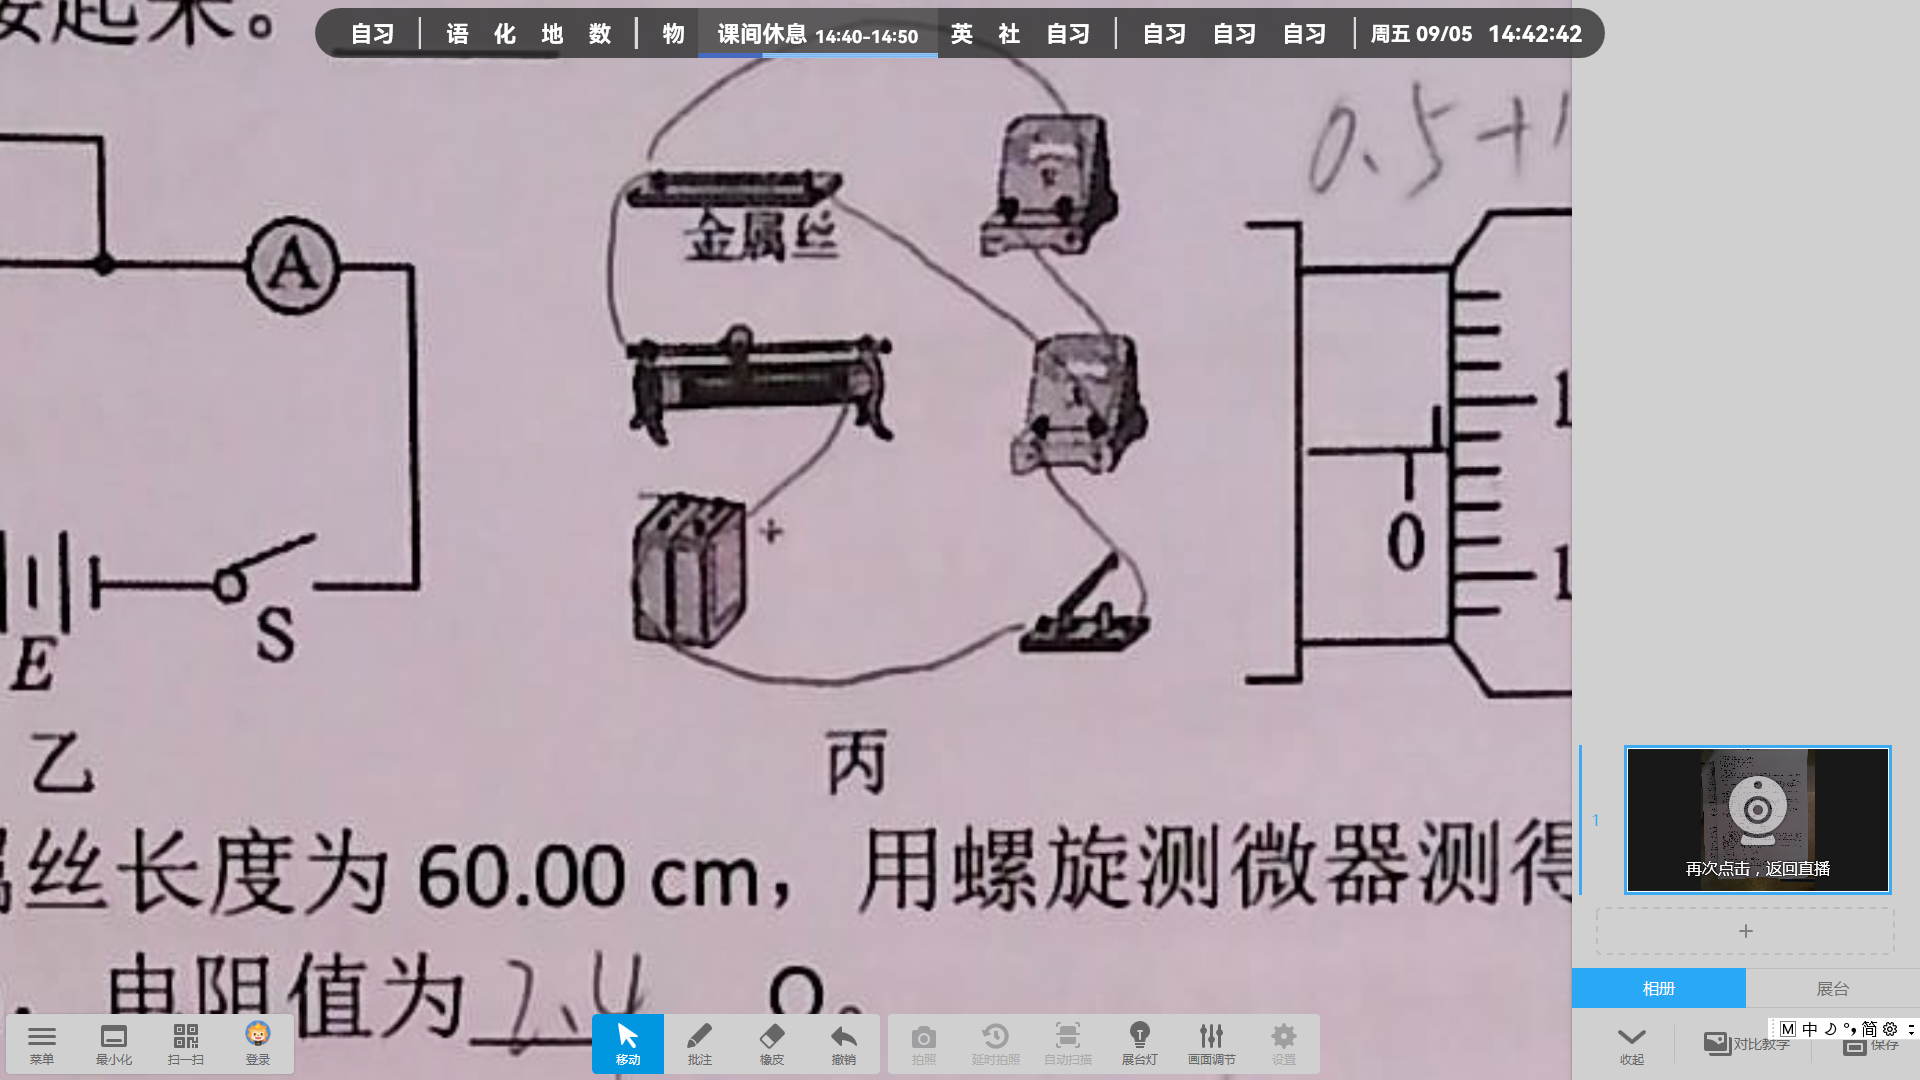 接起来。
自习 语 化 地 数 物 课间休息 14:40-14:50 英 社 自习 自习 自习 自习 周五 09/05 14:42:42
0.5+
金属丝
A
V
A
+
0
1
1
E
S
乙
丙
属丝长度为 60.00 cm，用螺旋测微器测得
电阻值为 2.4 Ω。
1
再次点击，返回直播
+
相册 展台
M 中 简
菜单 最小化 扫一扫 登录 移动 批注 橡皮 撤销 拍照 延时拍照 自动扫描 展台灯 画面调节 设置 收起 对比教学 保存